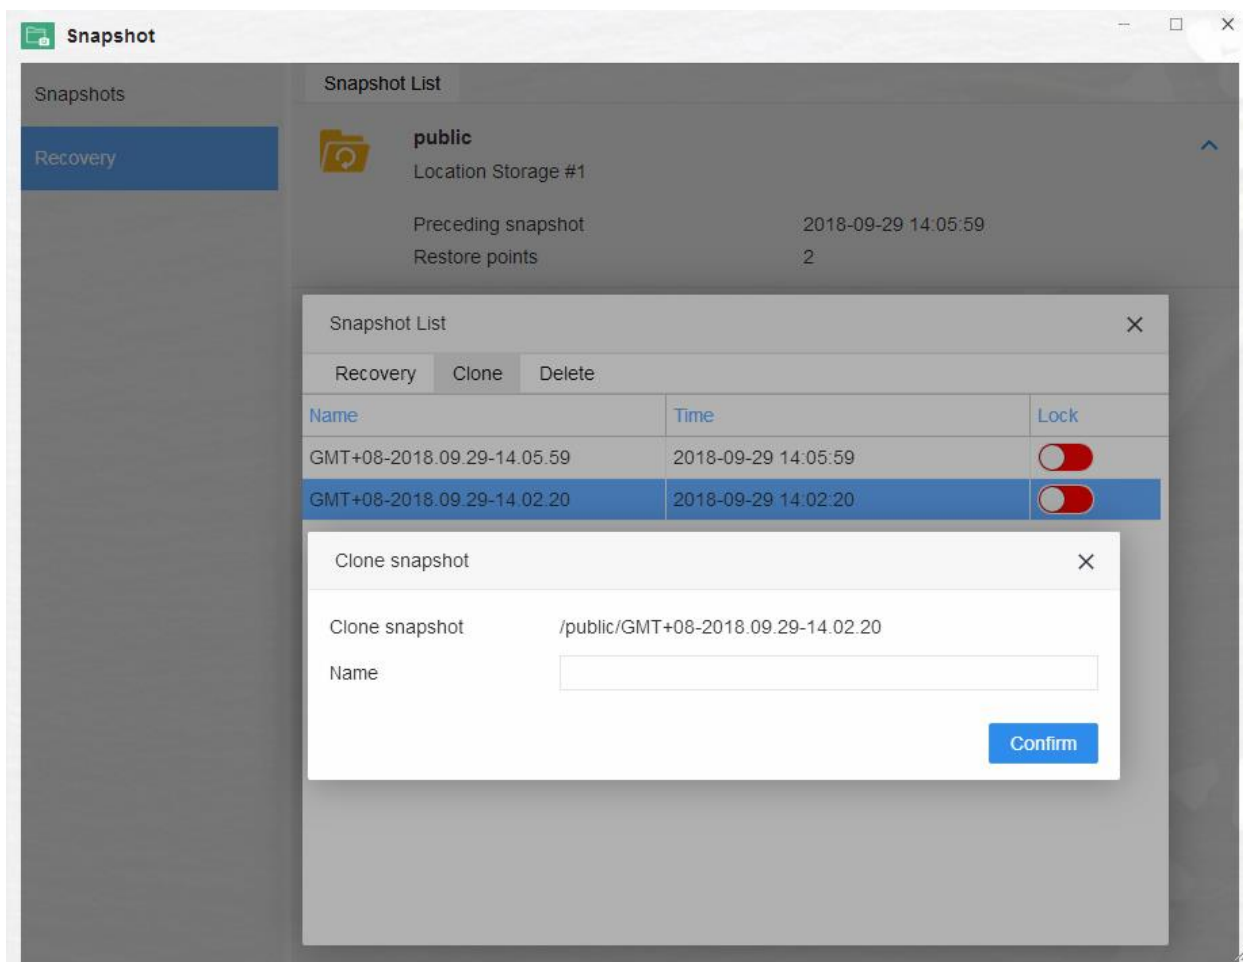 Snapshot
Snapshots
Recovery
Snapshot List
public
Location Storage #1
Preceding snapshot 2018-09-29 14:05:59
Restore points 2
Snapshot List
Recovery Clone Delete
Name Time Lock
GMT+08-2018.09.29-14.05.59 2018-09-29 14:05:59
GMT+08-2018.09.29-14.02.20 2018-09-29 14:02:20
Clone snapshot
Clone snapshot /public/GMT+08-2018.09.29-14.02.20
Name
Confirm